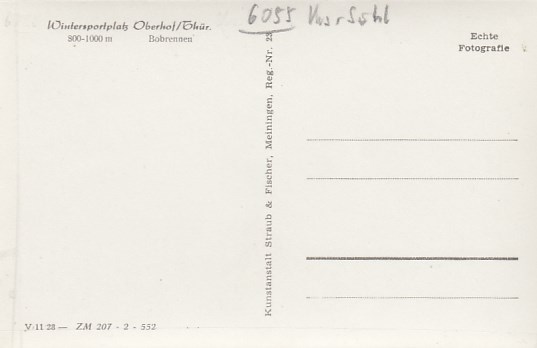 6055
Wintersportplatz Oberhof/Thür.
800-1000 m Bobrennen
Echte
Fotografie
Kunstanstalt Straub & Fischer, Meiningen, Reg.-Nr. 23
V 11 28 — ZM 207 - 2 - 552